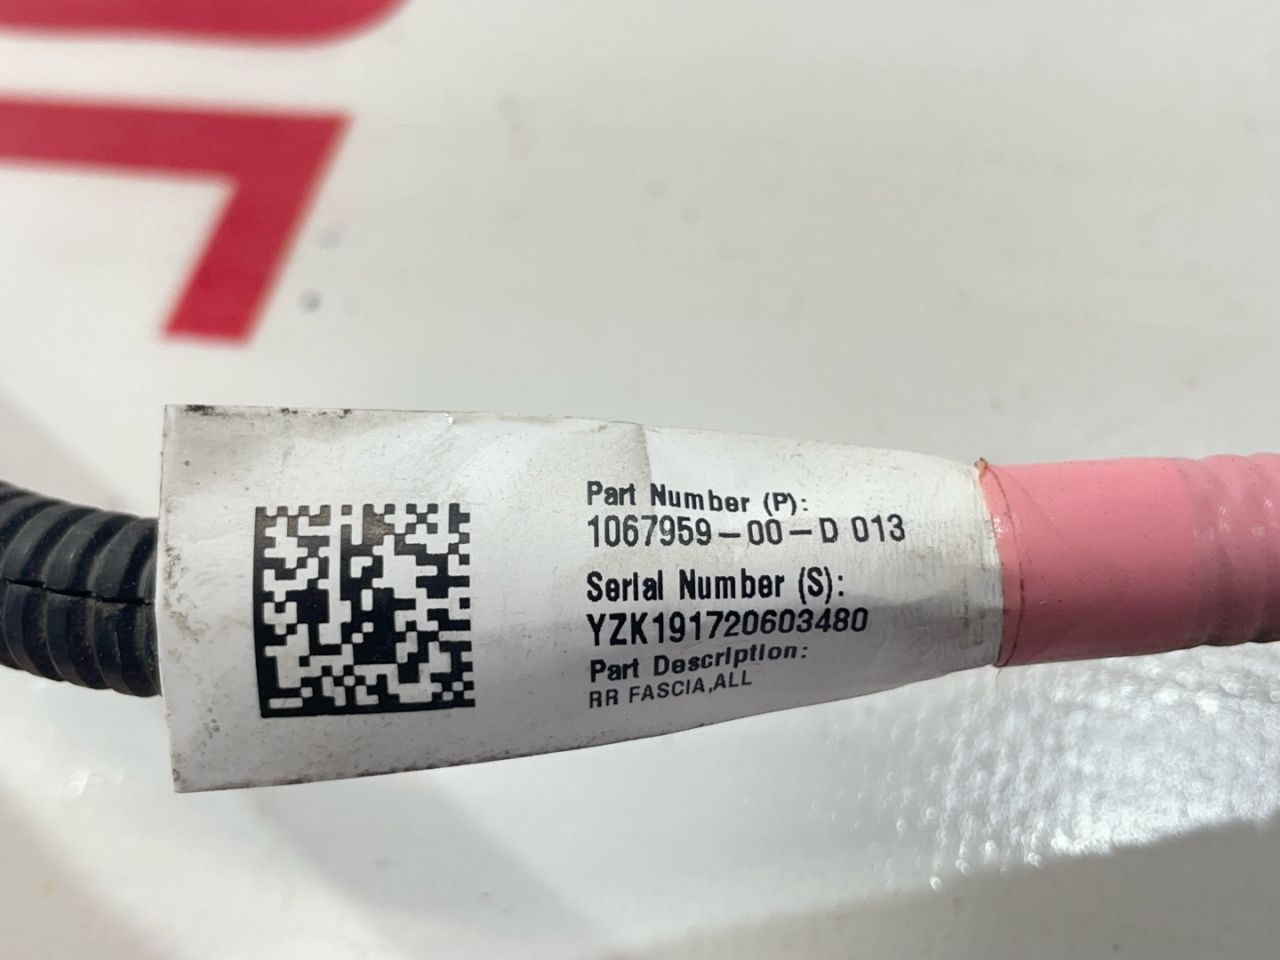 Part Number (P):
1067959-00-D 013
Serial Number (S):
YZK191720603480
Part Description:
RR FASCIA,ALL